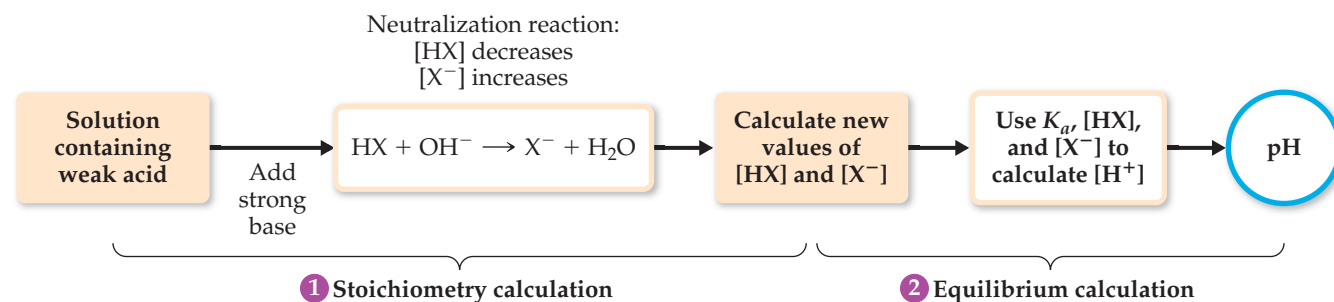 Neutralization reaction:
[HX] decreases
[X⁻] increases
Solution
containing
weak acid
Add
strong
base
HX + OH⁻ ⟶ X⁻ + H₂O
Calculate new
values of
[HX] and [X⁻]
Use Kₐ, [HX],
and [X⁻] to
calculate [H⁺]
pH
1 Stoichiometry calculation
2 Equilibrium calculation